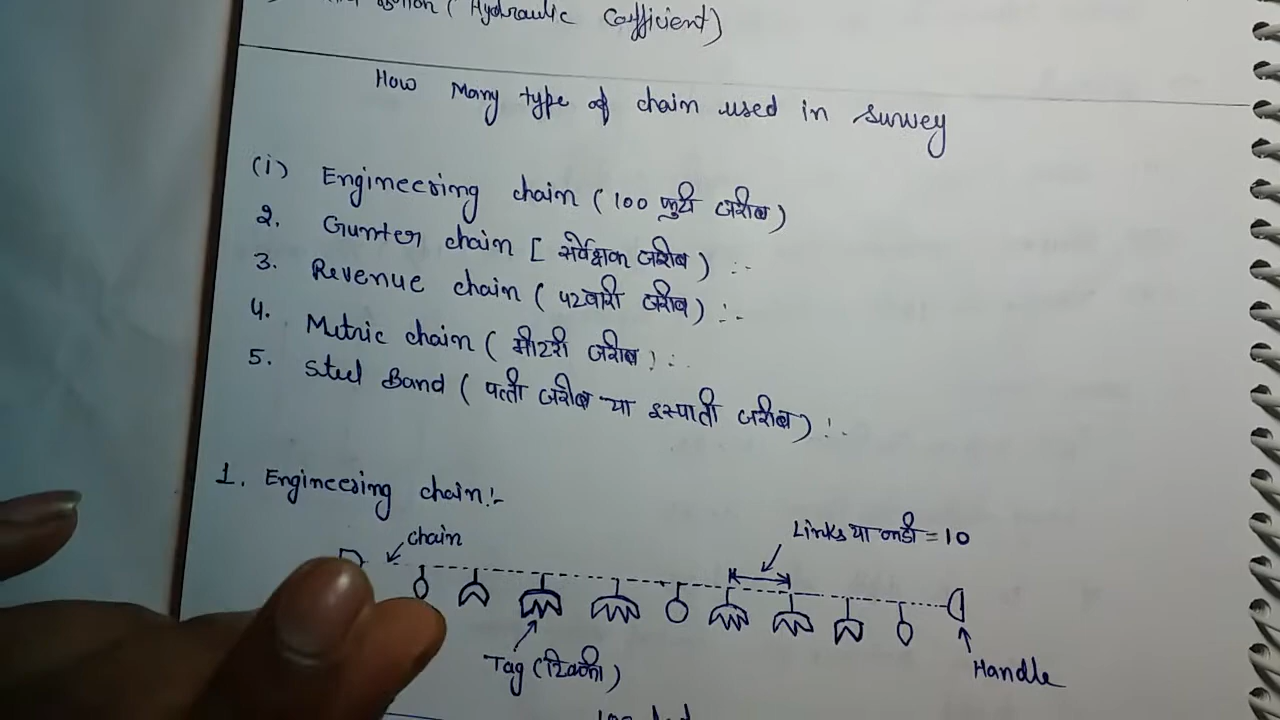 (Hydraulic Coefficient)
How Many type of chain used in Survey
(i) Engineering chain (100 फुटी जरीब)
2. Gunter chain [ सर्वेक्षक जरीब) :-
3. Revenue chain (पटवारी जरीब) :-
4. Metric chain (मीटरी जरीब) :-
5. Steel Band (पत्ती जरीब या इस्पाती जरीब) :-
1. Engineering chain:-
chain
Links या कडी = 10
Tag (टिकली)
Handle